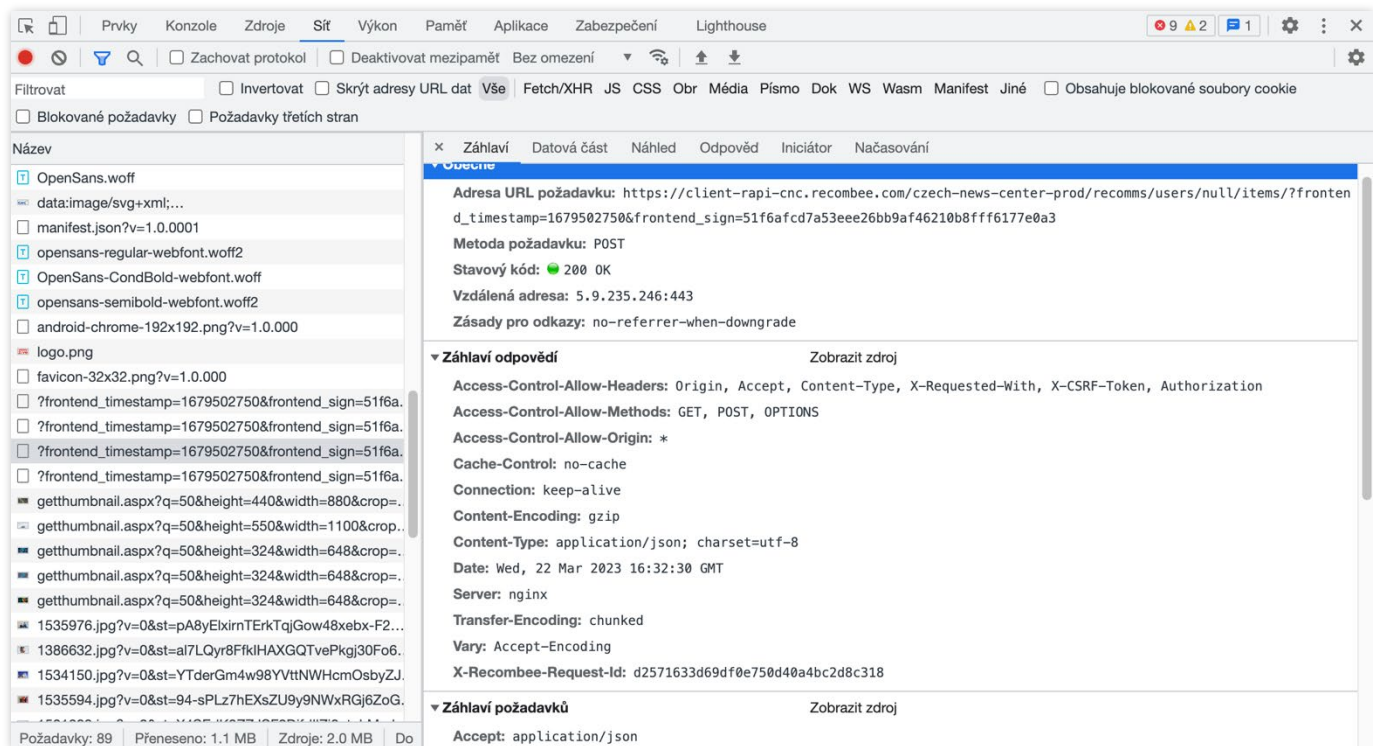 Prvky Konzole Zdroje Síť Výkon Paměť Aplikace Zabezpečení Lighthouse 9 2 1
Zachovat protokol Deaktivovat mezipaměť Bez omezení
Filtrovat Invertovat Skrýt adresy URL dat Vše Fetch/XHR JS CSS Obr Média Písmo Dok WS Wasm Manifest Jiné Obsahuje blokované soubory cookie
Blokované požadavky Požadavky třetích stran
Název
OpenSans.woff
data:image/svg+xml;…
manifest.json?v=1.0.0001
opensans-regular-webfont.woff2
OpenSans-CondBold-webfont.woff
opensans-semibold-webfont.woff2
android-chrome-192x192.png?v=1.0.000
logo.png
favicon-32x32.png?v=1.0.000
?frontend_timestamp=1679502750&frontend_sign=51f6a.
?frontend_timestamp=1679502750&frontend_sign=51f6a.
?frontend_timestamp=1679502750&frontend_sign=51f6a.
?frontend_timestamp=1679502750&frontend_sign=51f6a.
getthumbnail.aspx?q=50&height=440&width=880&crop=.
getthumbnail.aspx?q=50&height=550&width=1100&crop.
getthumbnail.aspx?q=50&height=324&width=648&crop=.
getthumbnail.aspx?q=50&height=324&width=648&crop=.
getthumbnail.aspx?q=50&height=324&width=648&crop=.
1535976.jpg?v=0&st=pA8yElxirnTErkTqjGow48xebx-F2…
1386632.jpg?v=0&st=al7LQyr8FfklHAXGQTvePkgj30Fo6.
1534150.jpg?v=0&st=YTderGm4w98YVttNWHcmOsbyZJ.
1535594.jpg?v=0&st=94-sPLz7hEXsZU9y9NWxRGj6ZoG.
Požadavky: 89 Přeneseno: 1.1 MB Zdroje: 2.0 MB Do
Záhlaví Datová část Náhled Odpověd Iniciátor Načasování
Obecné
Adresa URL požadavku: https://client-rapi-cnc.recombee.com/czech-news-center-prod/recomms/users/null/items/?fronten
d_timestamp=1679502750&frontend_sign=51f6afcd7a53eee26bb9af46210b8fff6177e0a3
Metoda požadavku: POST
Stavový kód: 200 OK
Vzdálená adresa: 5.9.235.246:443
Zásady pro odkazy: no-referrer-when-downgrade
Záhlaví odpovědí Zobrazit zdroj
Access-Control-Allow-Headers: Origin, Accept, Content-Type, X-Requested-With, X-CSRF-Token, Authorization
Access-Control-Allow-Methods: GET, POST, OPTIONS
Access-Control-Allow-Origin: *
Cache-Control: no-cache
Connection: keep-alive
Content-Encoding: gzip
Content-Type: application/json; charset=utf-8
Date: Wed, 22 Mar 2023 16:32:30 GMT
Server: nginx
Transfer-Encoding: chunked
Vary: Accept-Encoding
X-Recombee-Request-Id: d2571633d69df0e750d40a4bc2d8c318
Záhlaví požadavků Zobrazit zdroj
Accept: application/json